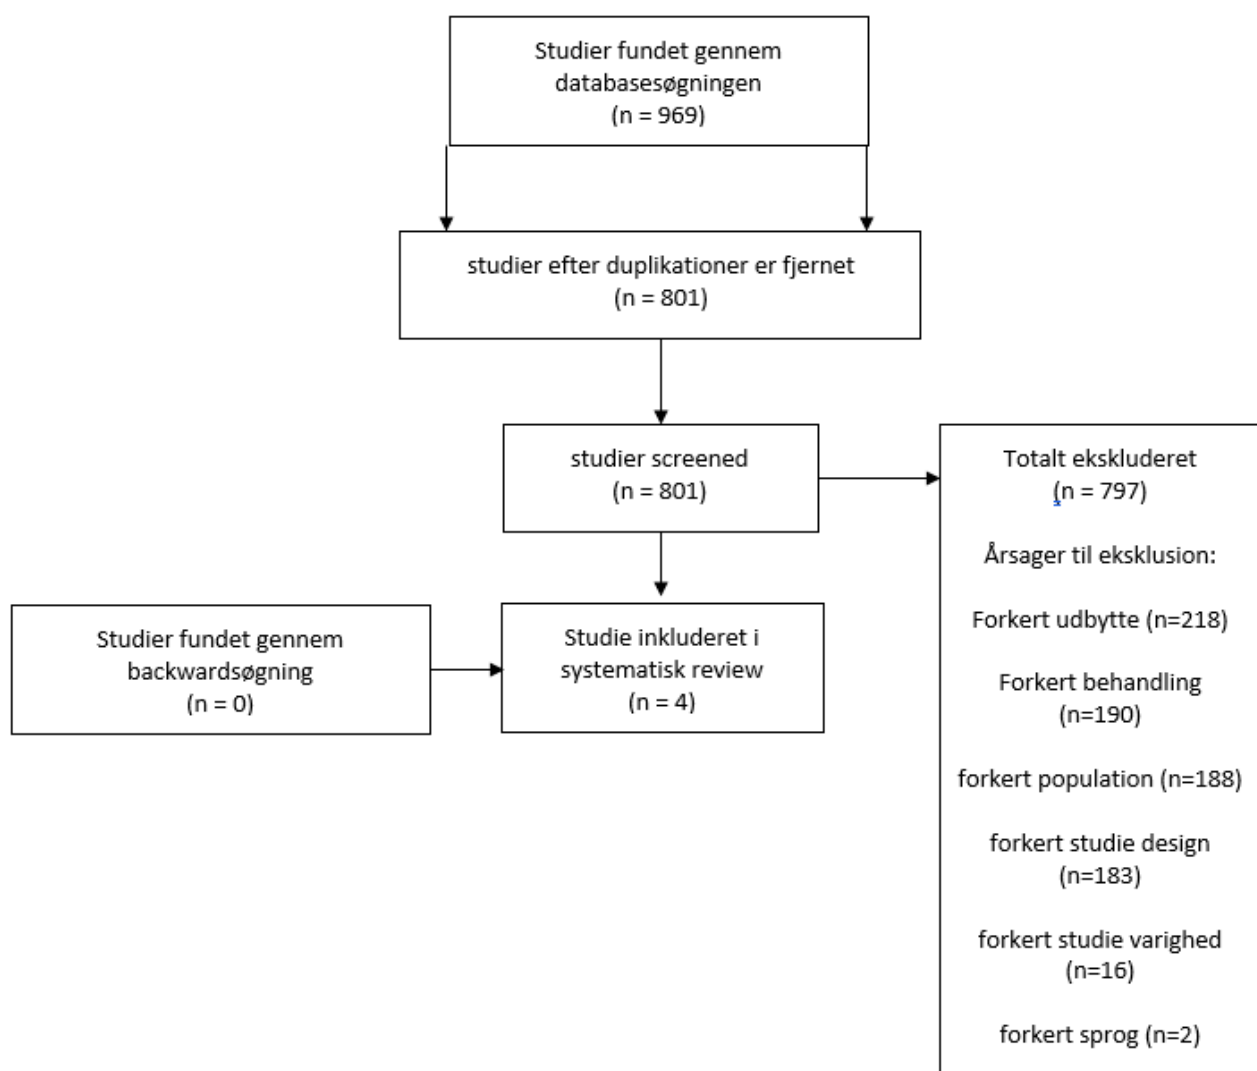 Studier fundet gennem
databasesøgningen
(n = 969)
studier efter duplikationer er fjernet
(n = 801)
studier screened
(n = 801)
Totalt ekskluderet
(n = 797)
Årsager til eksklusion:
Forkert udbytte (n=218)
Forkert behandling
(n=190)
forkert population (n=188)
forkert studie design
(n=183)
forkert studie varighed
(n=16)
forkert sprog (n=2)
Studier fundet gennem
backwardsøgning
(n = 0)
Studie inkluderet i
systematisk review
(n = 4)